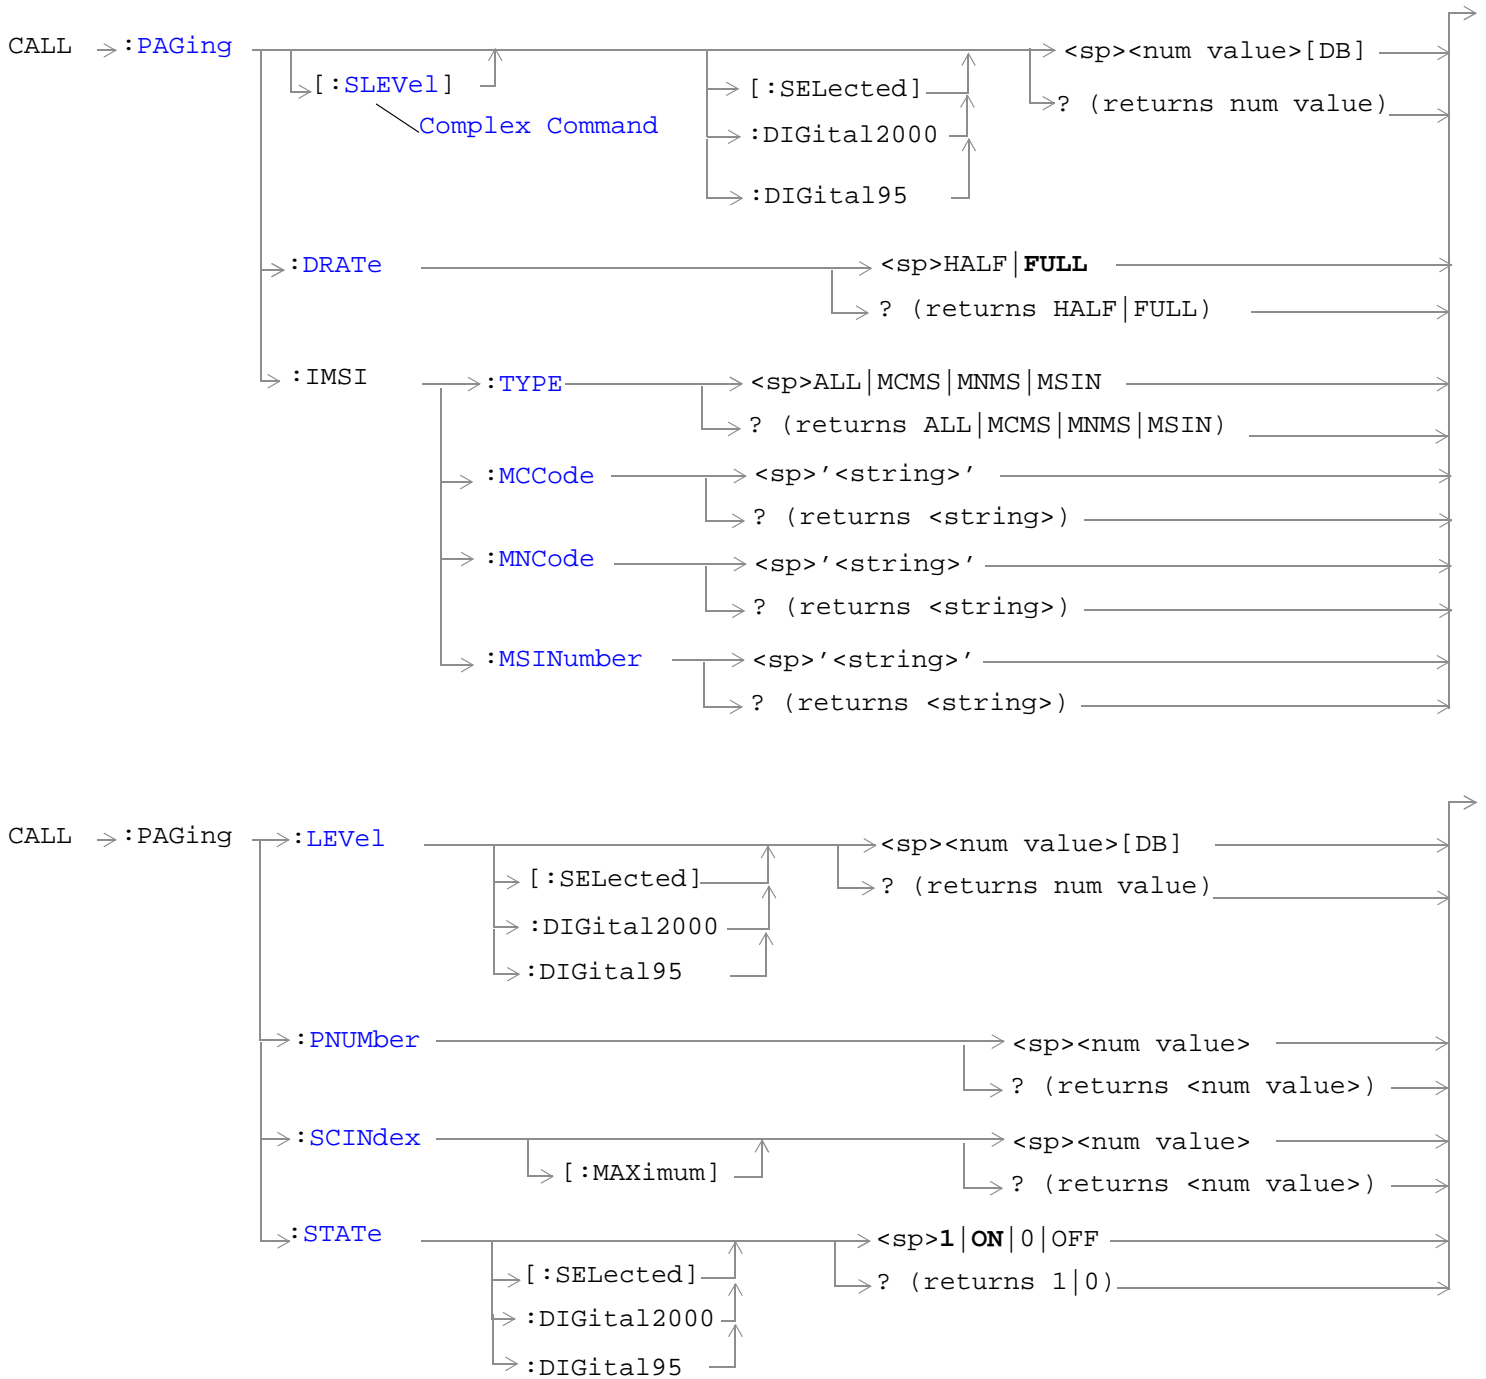 CALL :PAGing <sp><num value>[DB]
[:SLEVel] [:SELected] ? (returns num value)
Complex Command :DIGital2000
:DIGital95
:DRATe <sp>HALF|FULL
? (returns HALF|FULL)
:IMSI :TYPE <sp>ALL|MCMS|MNMS|MSIN
? (returns ALL|MCMS|MNMS|MSIN)
:MCCode <sp>’<string>’
? (returns <string>)
:MNCode <sp>’<string>’
? (returns <string>)
:MSINumber <sp>’<string>’
? (returns <string>)
CALL :PAGing :LEVel <sp><num value>[DB]
[:SELected] ? (returns num value)
:DIGital2000
:DIGital95
:PNUMber <sp><num value>
? (returns <num value>)
:SCINdex <sp><num value>
[:MAXimum] ? (returns <num value>)
:STATe <sp>1|ON|0|OFF
[:SELected] ? (returns 1|0)
:DIGital2000
:DIGital95